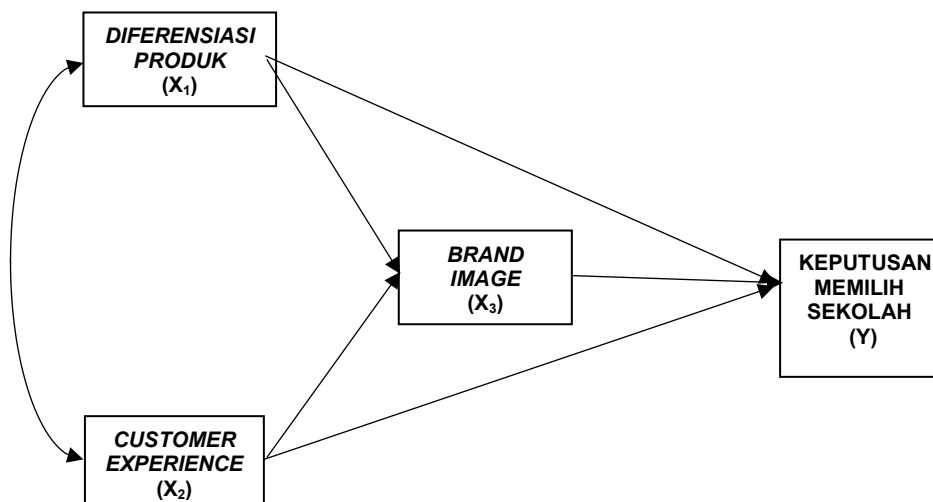 DIFERENSIASI
PRODUK
(X₁)
BRAND
IMAGE
(X₃)
KEPUTUSAN
MEMILIH
SEKOLAH
(Y)
CUSTOMER
EXPERIENCE
(X₂)